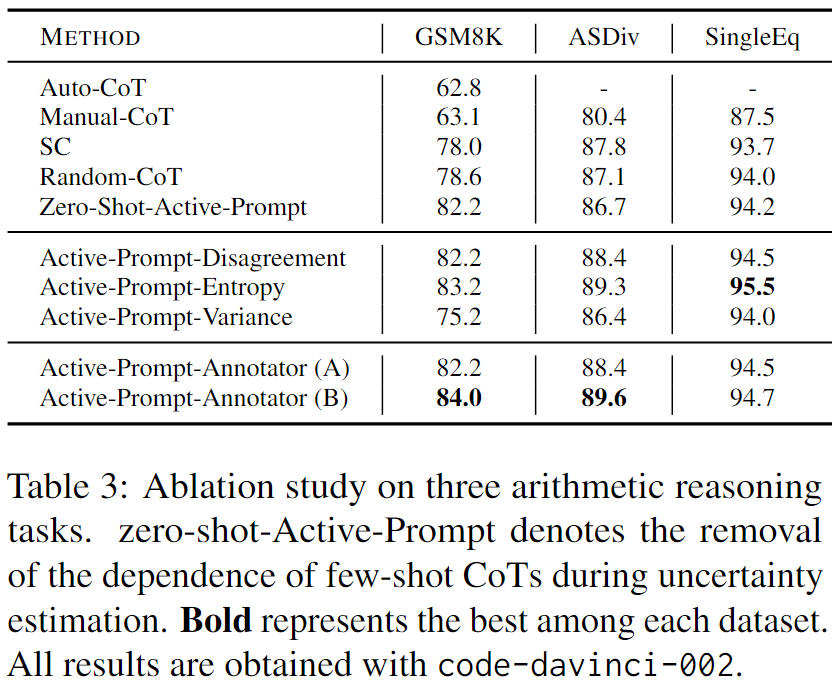 METHOD GSM8K ASDiv SingleEq
Auto-CoT 62.8 - -
Manual-CoT 63.1 80.4 87.5
SC 78.0 87.8 93.7
Random-CoT 78.6 87.1 94.0
Zero-Shot-Active-Prompt 82.2 86.7 94.2
Active-Prompt-Disagreement 82.2 88.4 94.5
Active-Prompt-Entropy 83.2 89.3 95.5
Active-Prompt-Variance 75.2 86.4 94.0
Active-Prompt-Annotator (A) 82.2 88.4 94.5
Active-Prompt-Annotator (B) 84.0 89.6 94.7
Table 3: Ablation study on three arithmetic reasoning
tasks. zero-shot-Active-Prompt denotes the removal
of the dependence of few-shot CoTs during uncertainty
estimation. Bold represents the best among each dataset.
All results are obtained with code-davinci-002.